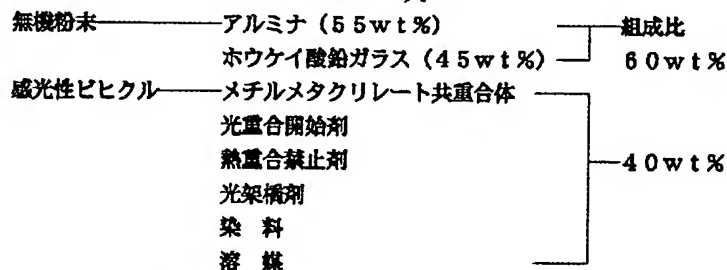 無機粉末 アルミナ(55wt%) 組成比
ホウケイ酸鉛ガラス(45wt%) 60wt%
感光性ビヒクル メチルメタクリレート共重合体
光重合開始剤
熱重合禁止剤
40wt%
光架橋剤
染 料
溶 媒